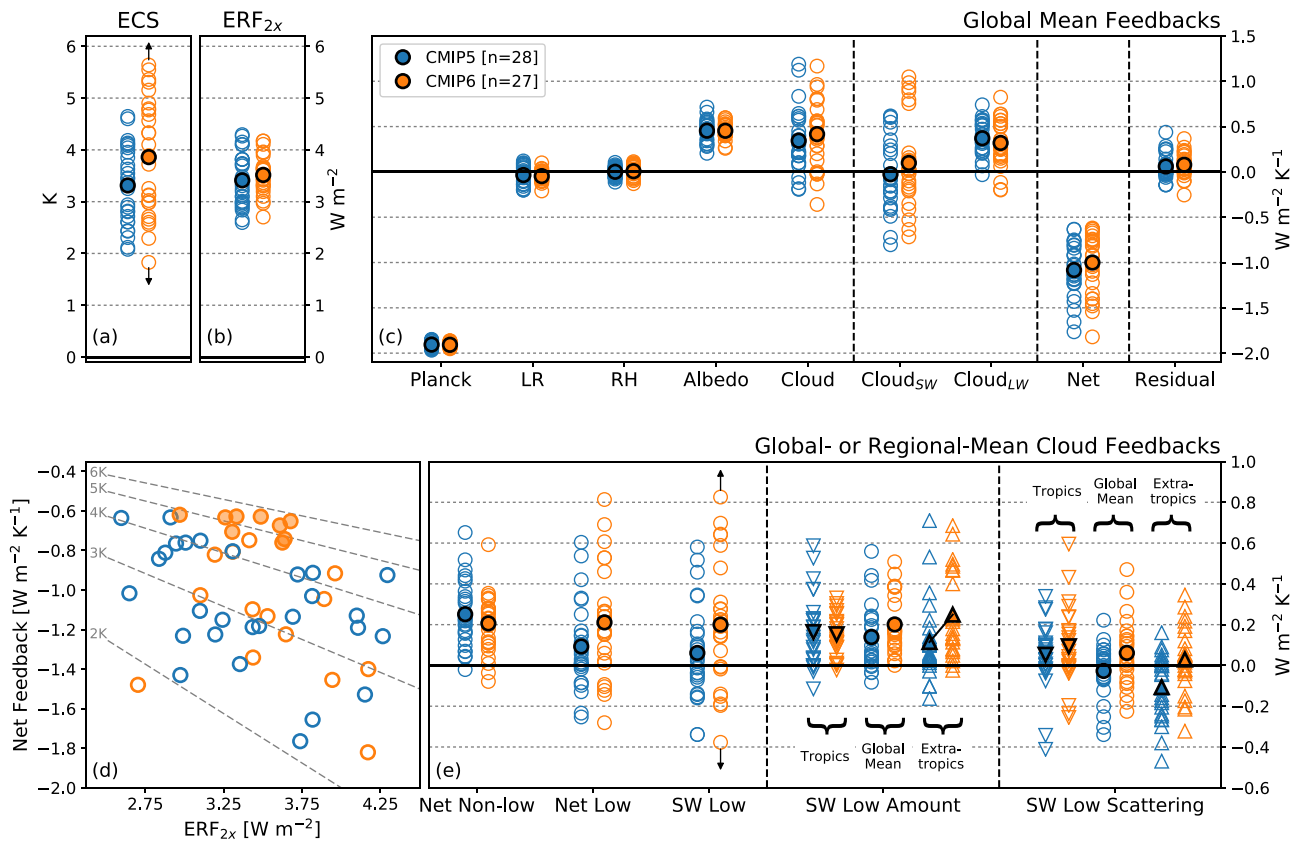 ECS
ERF2x
Global Mean Feedbacks
6
5
4
3
2
1
0
K
(a)
(b)
6
5
4
3
2
1
0
W m−2
CMIP5 [n=28]
CMIP6 [n=27]
(c)
1.5
1.0
0.5
0.0
−0.5
−1.0
−1.5
−2.0
W m−2 K−1
Planck LR RH Albedo Cloud CloudSW CloudLW Net Residual
Global- or Regional-Mean Cloud Feedbacks
−0.4
−0.6
−0.8
−1.0
−1.2
−1.4
−1.6
−1.8
−2.0
Net Feedback [W m−2 K−1]
6K
5K
4K
3K
2K
(d)
2.75 3.25 3.75 4.25
ERF2x [W m−2]
Tropics Global Mean Extra-tropics
Tropics Global Mean Extra-tropics
(e)
1.0
0.8
0.6
0.4
0.2
0.0
−0.2
−0.4
−0.6
W m−2 K−1
Net Non-low Net Low SW Low SW Low Amount SW Low Scattering